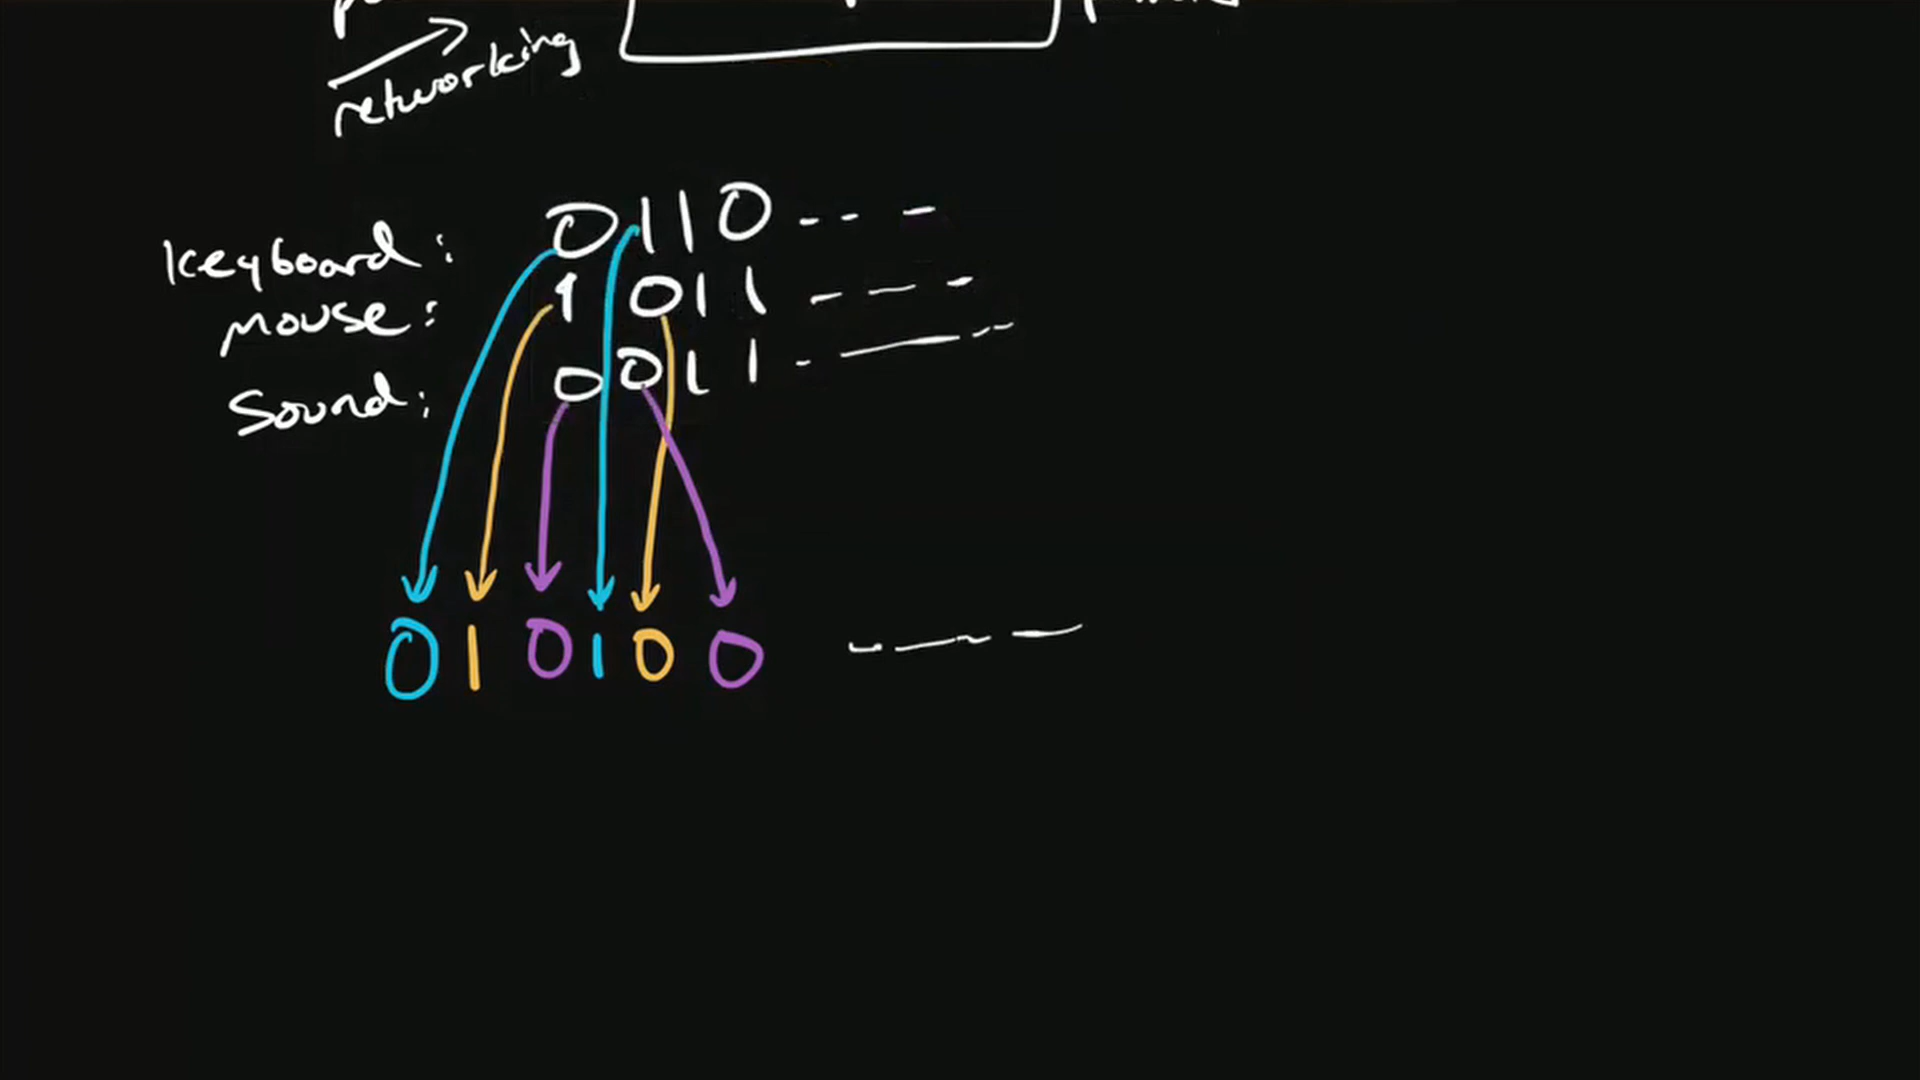 networking
keyboard: 0110--- 
mouse: 1011---
Sound: 0011---
010100---